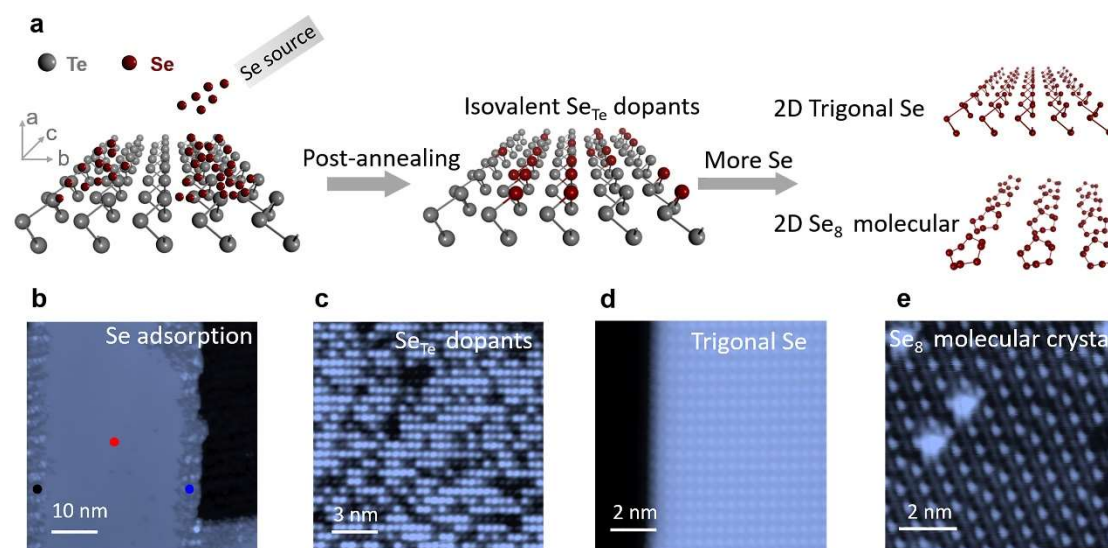 a
Te
Se
Se source
a
c
b
Post-annealing
Isovalent SeTe dopants
More Se
2D Trigonal Se
2D Se8 molecular
b
Se adsorption
10 nm
c
SeTe dopants
3 nm
d
Trigonal Se
2 nm
e
Se8 molecular crysta
2 nm